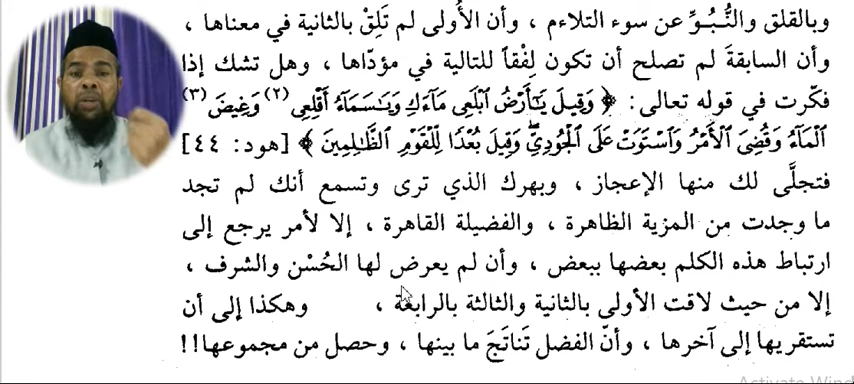 وبالقلق والنُّبُوِّ عن سوء التلاءم ، وأن الأولى لم تَلِقْ بالثانية في معناها ،
وأن السابقةَ لم تصلح أن تكون لِفْقاً للتالية في مؤدّاها ، وهل تشك إذا
فكّرت في قوله تعالى: ﴿ وَقِيلَ يَٰٓأَرْضُ ٱبْلَعِى مَآءَكِ وَيَٰسَمَآءُ أَقْلِعِى (٢) وَغِيضَ (٣)
ٱلْمَآءُ وَقُضِىَ ٱلْأَمْرُ وَٱسْتَوَتْ عَلَى ٱلْجُودِىِّ ۖ وَقِيلَ بُعْدًا لِّلْقَوْمِ ٱلظَّٰلِمِينَ ﴾ [هود: ٤٤]
فتجلَّى لك منها الإعجاز ، وبهرك الذي ترى وتسمع أنك لم تجد
ما وجدت من المزية الظاهرة ، والفضيلة القاهرة ، إلا لأمر يرجع إلى
ارتباط هذه الكلم بعضها ببعض ، وأن لم يعرض لها الحُسْن والشرف ،
إلا من حيث لاقت الأولى بالثانية والثالثة بالرابعة ، وهكذا إلى أن
تستقريها إلى آخرها ، وأنّ الفضل تَناتَجَ ما بينها ، وحصل من مجموعها!!